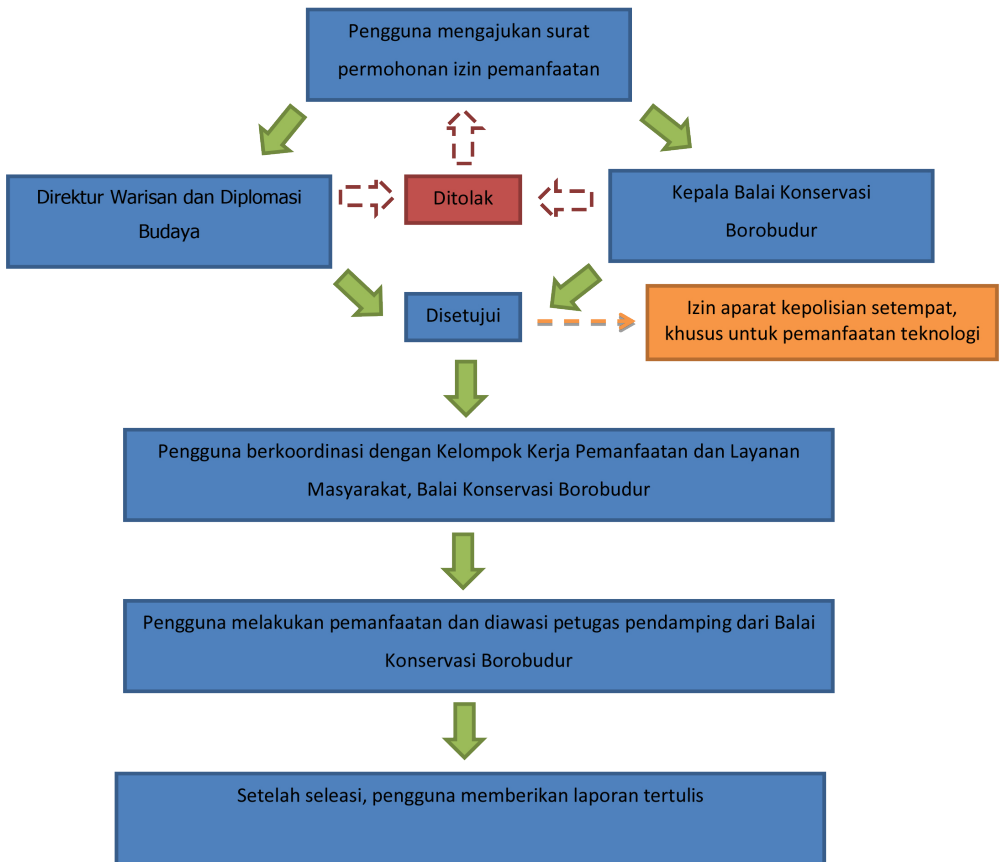 Pengguna mengajukan surat
permohonan izin pemanfaatan
Direktur Warisan dan Diplomasi
Budaya
Ditolak
Kepala Balai Konservasi
Borobudur
Disetujui
Izin aparat kepolisian setempat,
khusus untuk pemanfaatan teknologi
Pengguna berkoordinasi dengan Kelompok Kerja Pemanfaatan dan Layanan
Masyarakat, Balai Konservasi Borobudur
Pengguna melakukan pemanfaatan dan diawasi petugas pendamping dari Balai
Konservasi Borobudur
Setelah seleasi, pengguna memberikan laporan tertulis